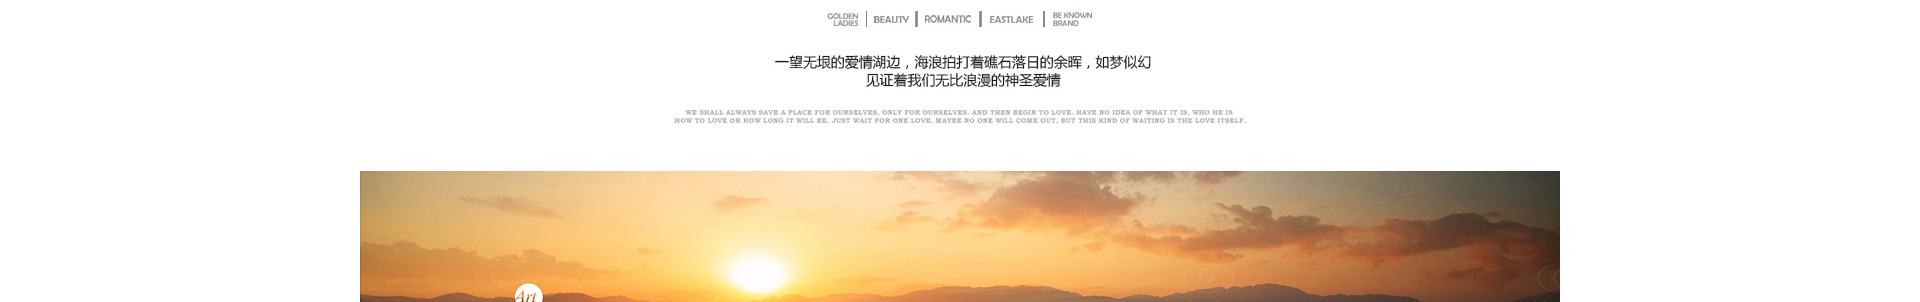 GOLDEN LADIES | BEAUTY | ROMANTIC | EASTLAKE | BE KNOWN BRAND
一望无垠的爱情湖边，海浪拍打着礁石落日的余晖，如梦似幻
见证着我们无比浪漫的神圣爱情
WE SHALL ALWAYS SAVE A PLACE FOR OURSELVES, ONLY FOR OURSELVES. AND THEN BEGIN TO LOVE. HAVE NO IDEA OF WHAT IT IS, WHO HE IS
HOW TO LOVE OR HOW LONG IT WILL BE. JUST WAIT FOR ONE LOVE. MAYBE NO ONE WILL COME OUT, BUT THIS KIND OF WAITING IS THE LOVE ITSELF.
Art